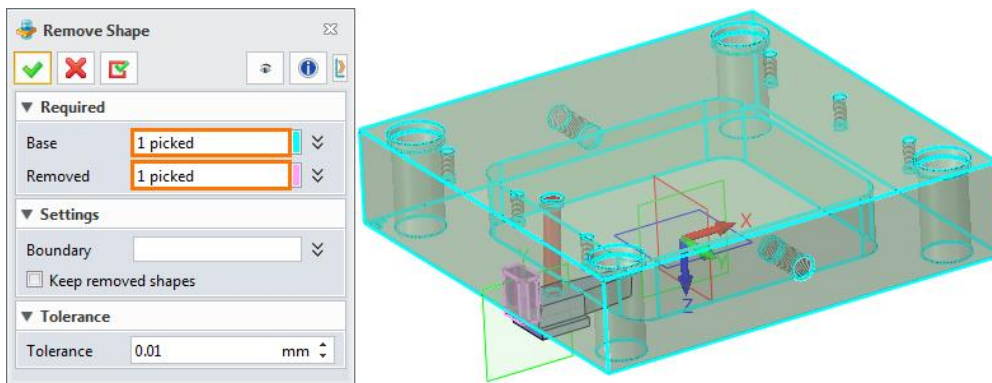 Remove Shape
Required
Base 1 picked
Removed 1 picked
Settings
Boundary
Keep removed shapes
Tolerance
Tolerance 0.01 mm
X
Y
Z
Y